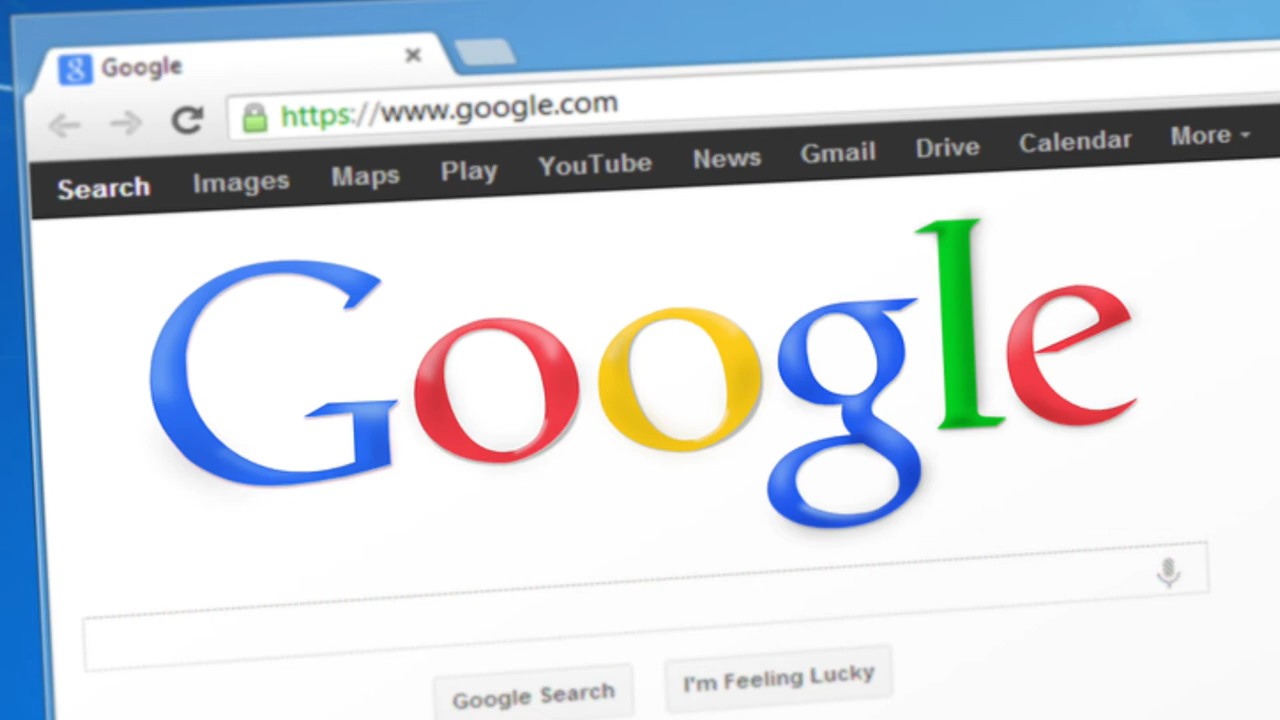 Google
https://www.google.com
Search Images Maps Play YouTube News Gmail Drive Calendar More
Google
Google Search I'm Feeling Lucky